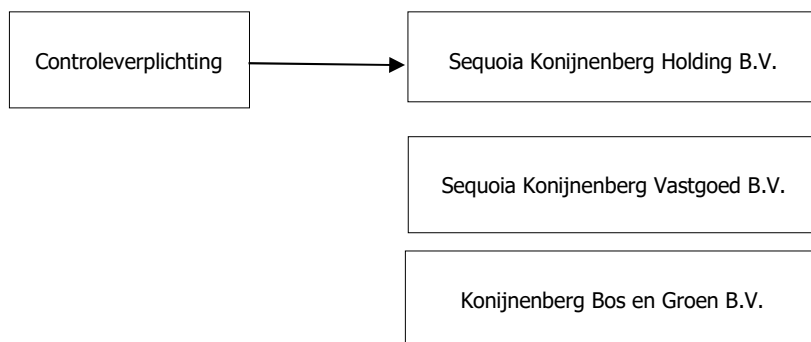 Controleverplichting
Sequoia Konijnenberg Holding B.V.
Sequoia Konijnenberg Vastgoed B.V.
Konijnenberg Bos en Groen B.V.